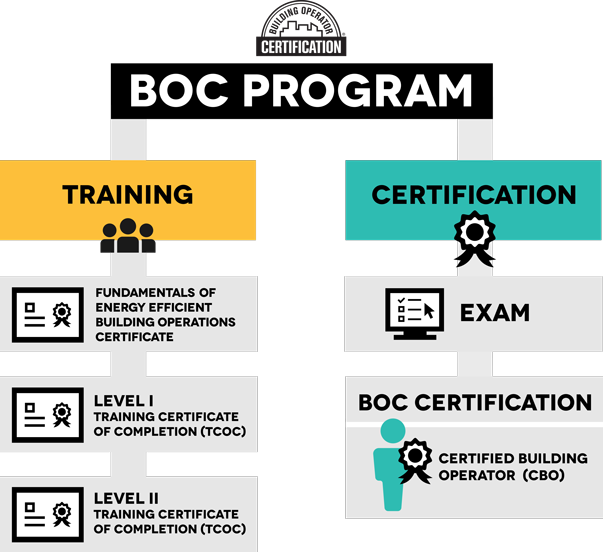 BUILDING OPERATOR
CERTIFICATION
BOC PROGRAM
TRAINING
FUNDAMENTALS OF
ENERGY EFFICIENT
BUILDING OPERATIONS
CERTIFICATE
LEVEL I
TRAINING CERTIFICATE
OF COMPLETION (TCOC)
LEVEL II
TRAINING CERTIFICATE
OF COMPLETION (TCOC)
CERTIFICATION
EXAM
BOC CERTIFICATION
CERTIFIED BUILDING
OPERATOR (CBO)